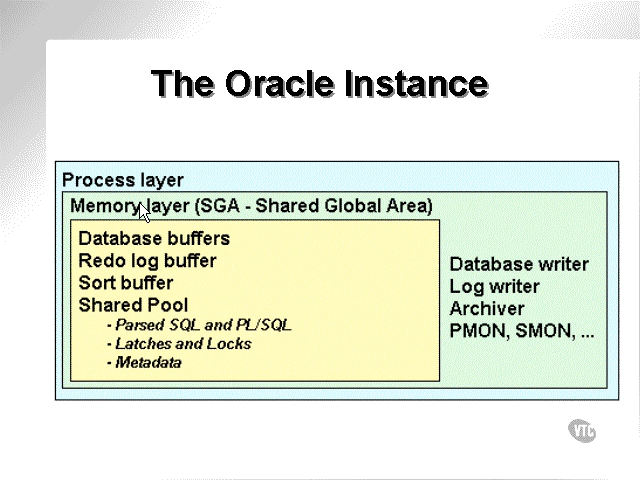 The Oracle Instance
Process layer
Memory layer (SGA - Shared Global Area)
Database buffers
Redo log buffer
Sort buffer
Shared Pool
- Parsed SQL and PL/SQL
- Latches and Locks
- Metadata
Database writer
Log writer
Archiver
PMON, SMON, ...
VTC